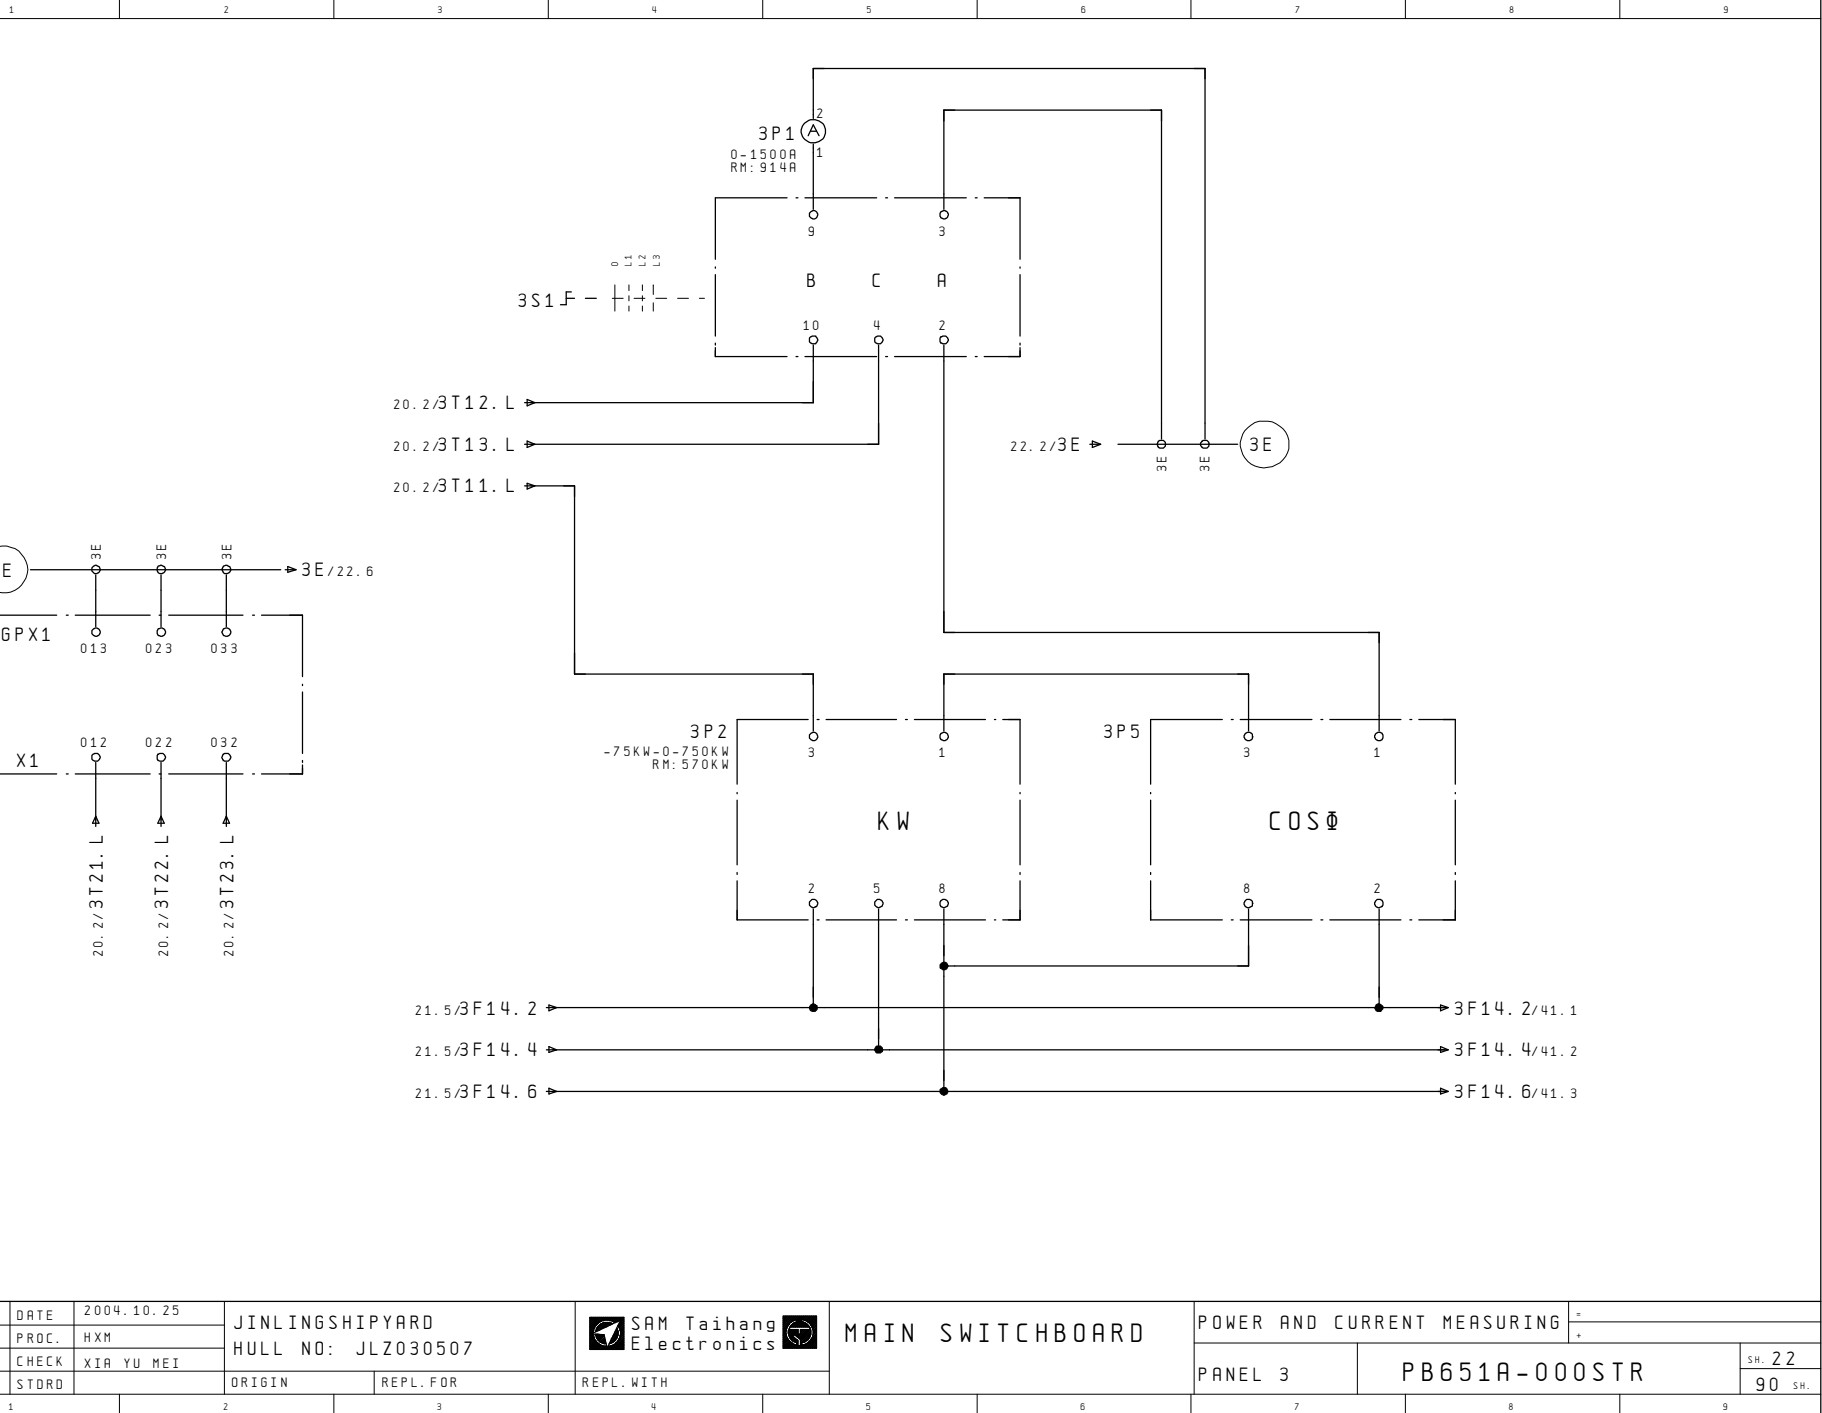 1 2 3 4 5 6 7 8 9
2
3P1 A
0-1500A 1
RM:914A
9 3
0 L1 L2 L3
B C A
3S1
10 4 2
20.2/3T12.L
20.2/3T13.L
22.2/3E 3E 3E 3E
20.2/3T11.L
3E 3E 3E
E 3E/22.6
GPX1
013 023 033
X1
012 022 032
20.2/3T21.L 20.2/3T22.L 20.2/3T23.L
3P2
-75KW-0-750KW
RM:570KW
3 1
3P5
3 1
KW
COSΦ
2 5 8
8 2
21.5/3F14.2 3F14.2/41.1
21.5/3F14.4 3F14.4/41.2
21.5/3F14.6 3F14.6/41.3
DATE 2004.10.25
PROC. HXM
CHECK XIA YU MEI
STDRD
JINLINGSHIPYARD
HULL NO: JLZ030507
ORIGIN REPL.FOR REPL.WITH
SAM Taihang
Electronics
MAIN SWITCHBOARD
POWER AND CURRENT MEASURING
=
+
PANEL 3
PB651A-000STR
SH. 22
90 SH.
1 2 3 4 5 6 7 8 9